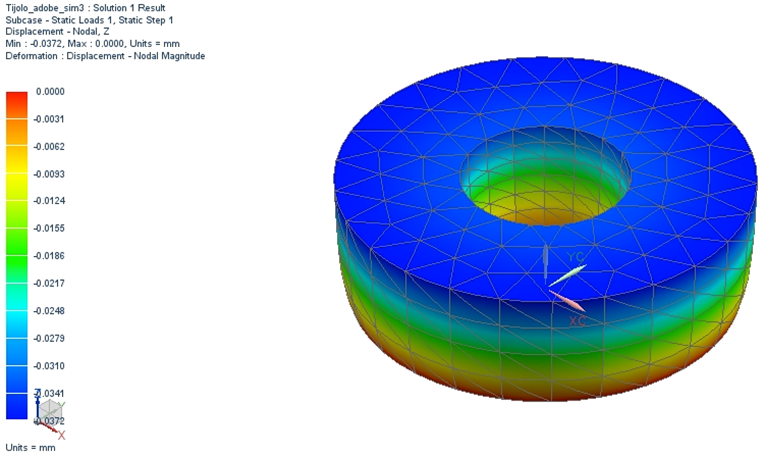 Tijolo_adobe_sim3 : Solution 1 Result
Subcase - Static Loads 1, Static Step 1
Displacement - Nodal, Z
Min : -0.0372, Max : 0.0000, Units = mm
Deformation : Displacement - Nodal Magnitude
0.0000
-0.0031
-0.0062
-0.0093
-0.0124
-0.0155
-0.0186
-0.0217
-0.0248
-0.0279
-0.0310
-0.0341
-0.0372
X
Units = mm
YC
XC